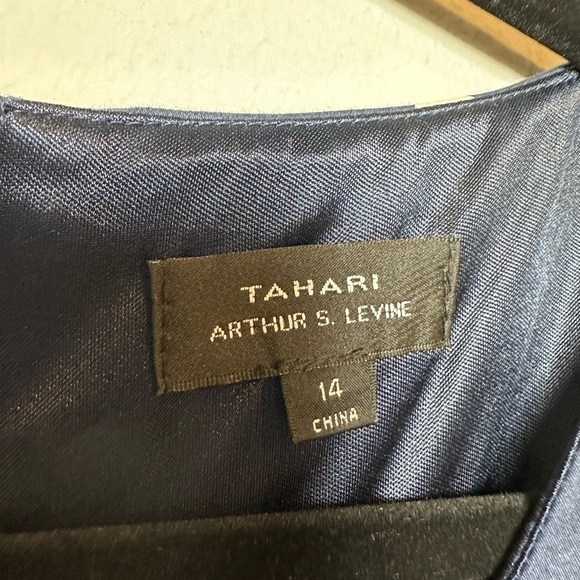 TAHARI
ARTHUR S. LEVINE
14
CHINA